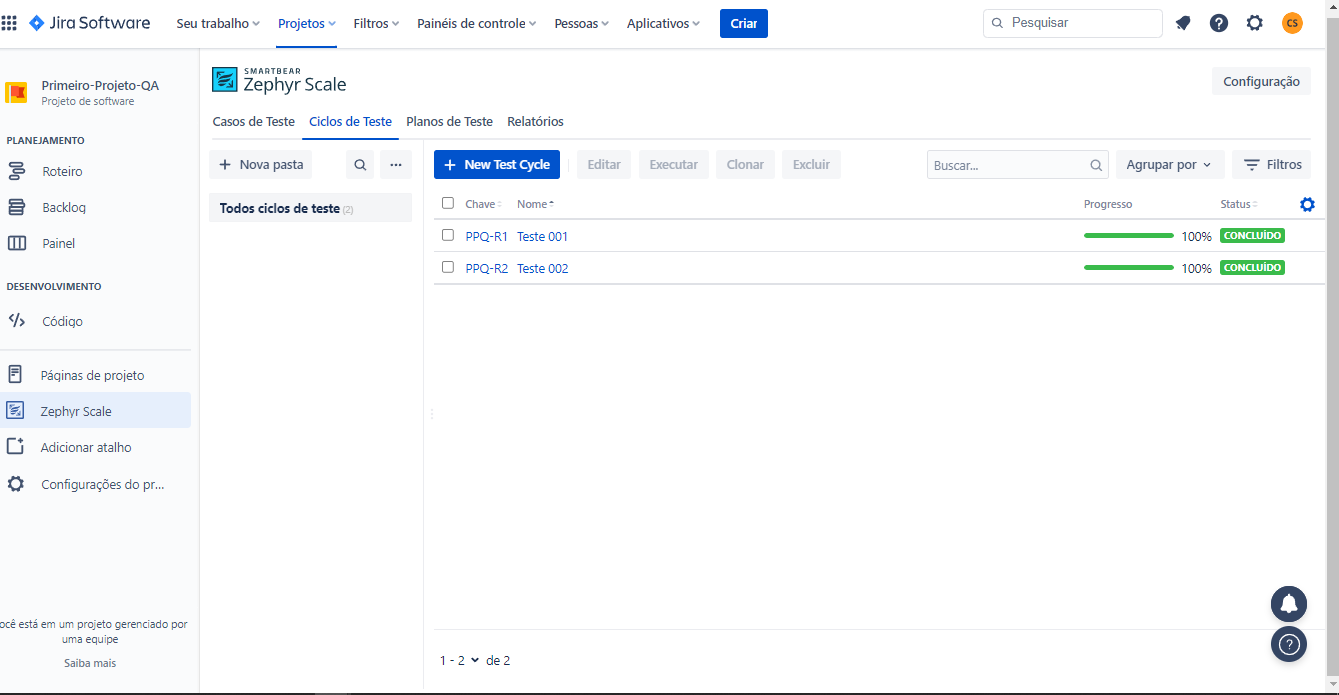 Jira Software Seu trabalho Projetos Filtros Painéis de controle Pessoas Aplicativos Criar Pesquisar CS
Primeiro-Projeto-QA
Projeto de software
PLANEJAMENTO
Roteiro
Backlog
Painel
DESENVOLVIMENTO
Código
Páginas de projeto
Zephyr Scale
Adicionar atalho
Configurações do pr...
ocê está em um projeto gerenciado por
uma equipe
Saiba mais
SMARTBEAR
Zephyr Scale
Configuração
Casos de Teste Ciclos de Teste Planos de Teste Relatórios
+ Nova pasta ...
Todos ciclos de teste (2)
+ New Test Cycle Editar Executar Clonar Excluir Buscar... Agrupar por Filtros
Chave Nome Progresso Status
PPQ-R1 Teste 001 100% CONCLUÍDO
PPQ-R2 Teste 002 100% CONCLUÍDO
1 - 2 de 2